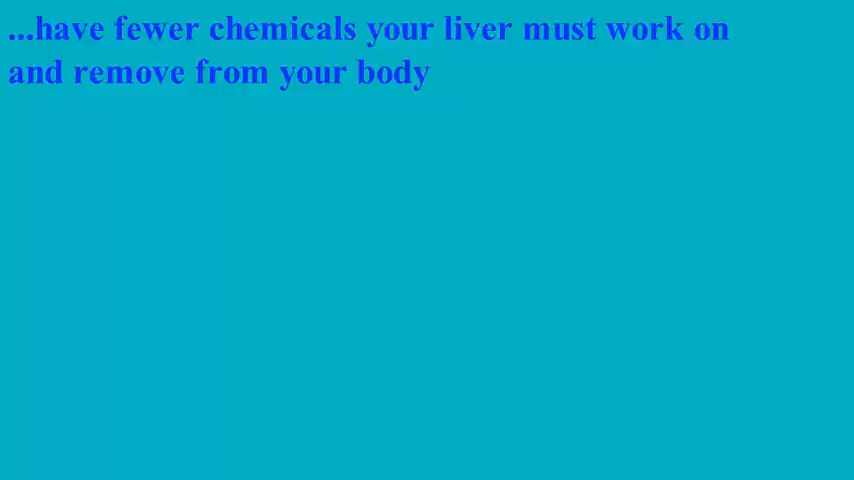 ...have fewer chemicals your liver must work on
and remove from your body